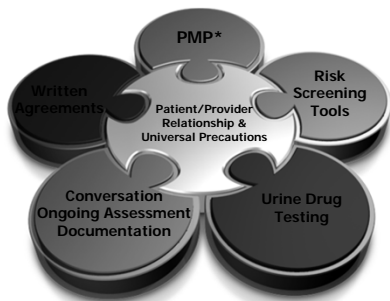 PMP*
Written
Agreements
Risk
Screening
Tools
Patient/Provider
Relationship &
Universal Precautions
Conversation
Ongoing Assessment
Documentation
Urine Drug
Testing